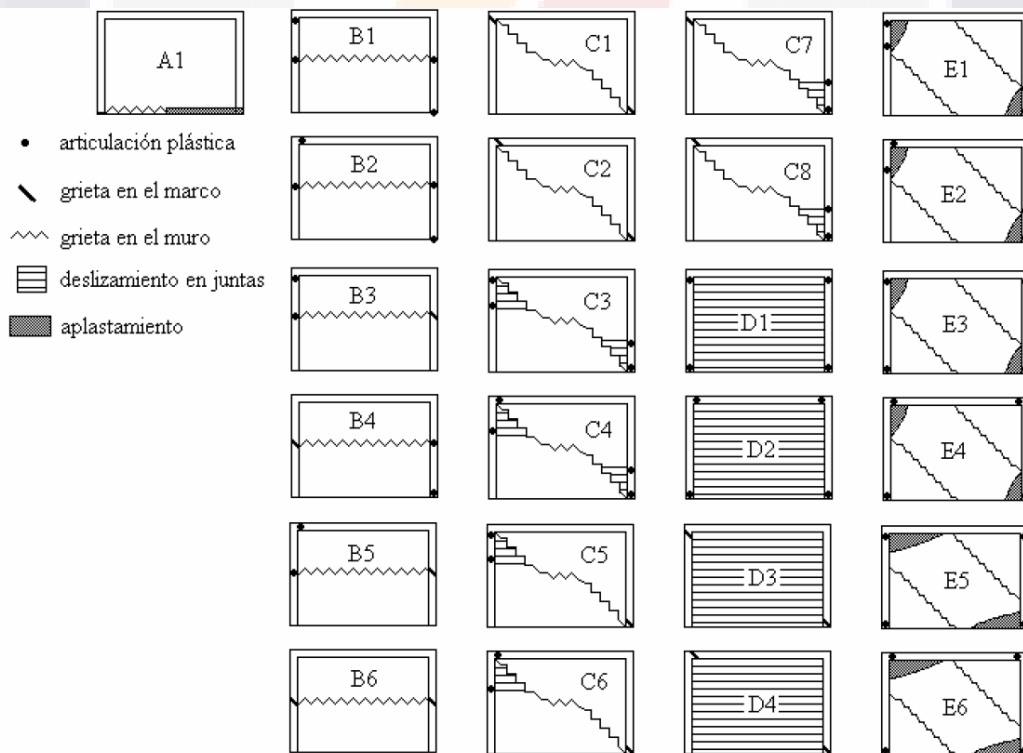 A1
B1
C1
C7
E1
articulación plástica
grieta en el marco
grieta en el muro
deslizamiento en juntas
aplastamiento
B2
C2
C8
E2
B3
C3
D1
E3
B4
C4
D2
E4
B5
C5
D3
E5
B6
C6
D4
E6